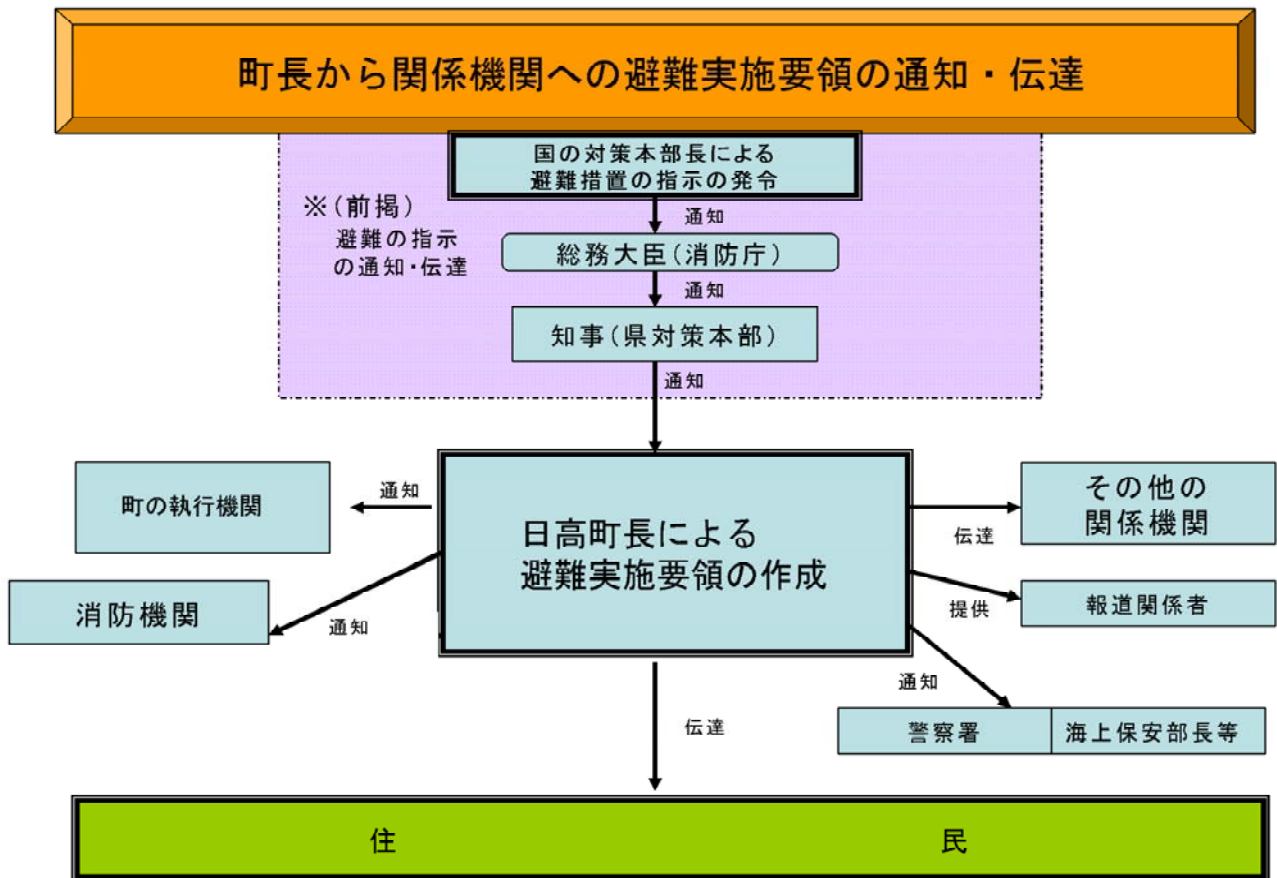 町長から関係機関への避難実施要領の通知・伝達
国の対策本部長による
避難措置の指示の発令
※(前掲)
避難の指示
の通知・伝達
通知
総務大臣(消防庁)
通知
知事(県対策本部)
通知
町の執行機関
通知
日高町長による
避難実施要領の作成
その他の
関係機関
伝達
消防機関
通知
提供
報道関係者
通知
警察署
海上保安部長等
伝達
住民